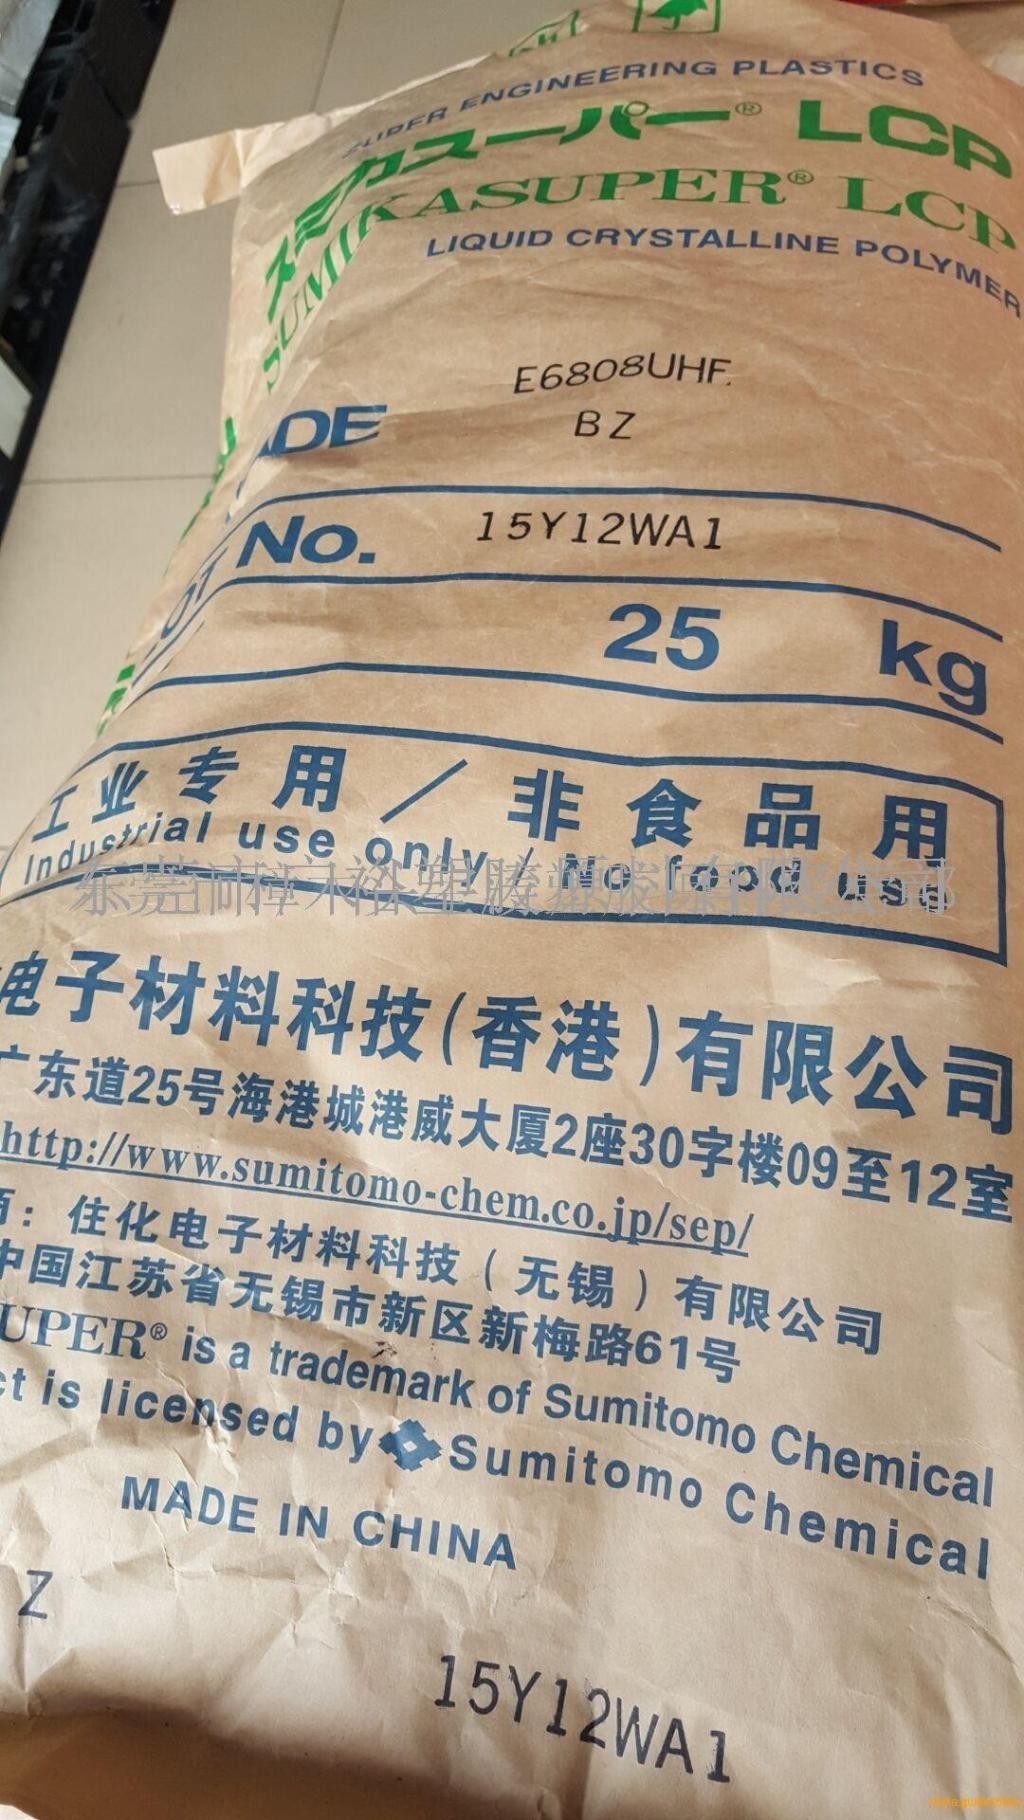 SUPER ENGINEERING PLASTICS
スミカスーパー® LCP
SUMIKASUPER® LCP
LIQUID CRYSTALLINE POLYMER
E6808UHF
ADE BZ
OT No. 15Y12WA1
25 kg
工业专用/非食品用
Industrial use only / no food use
电子材料科技(香港)有限公司
广东道25号海港城港威大厦2座30字楼09至12室
http://www.sumitomo-chem.co.jp/sep/
住化电子材料科技(无锡)有限公司
中国江苏省无锡市新区新梅路61号
UPER® is a trademark of Sumitomo Chemical
ct is licensed by Sumitomo Chemical
MADE IN CHINA
Z
15Y12WA1